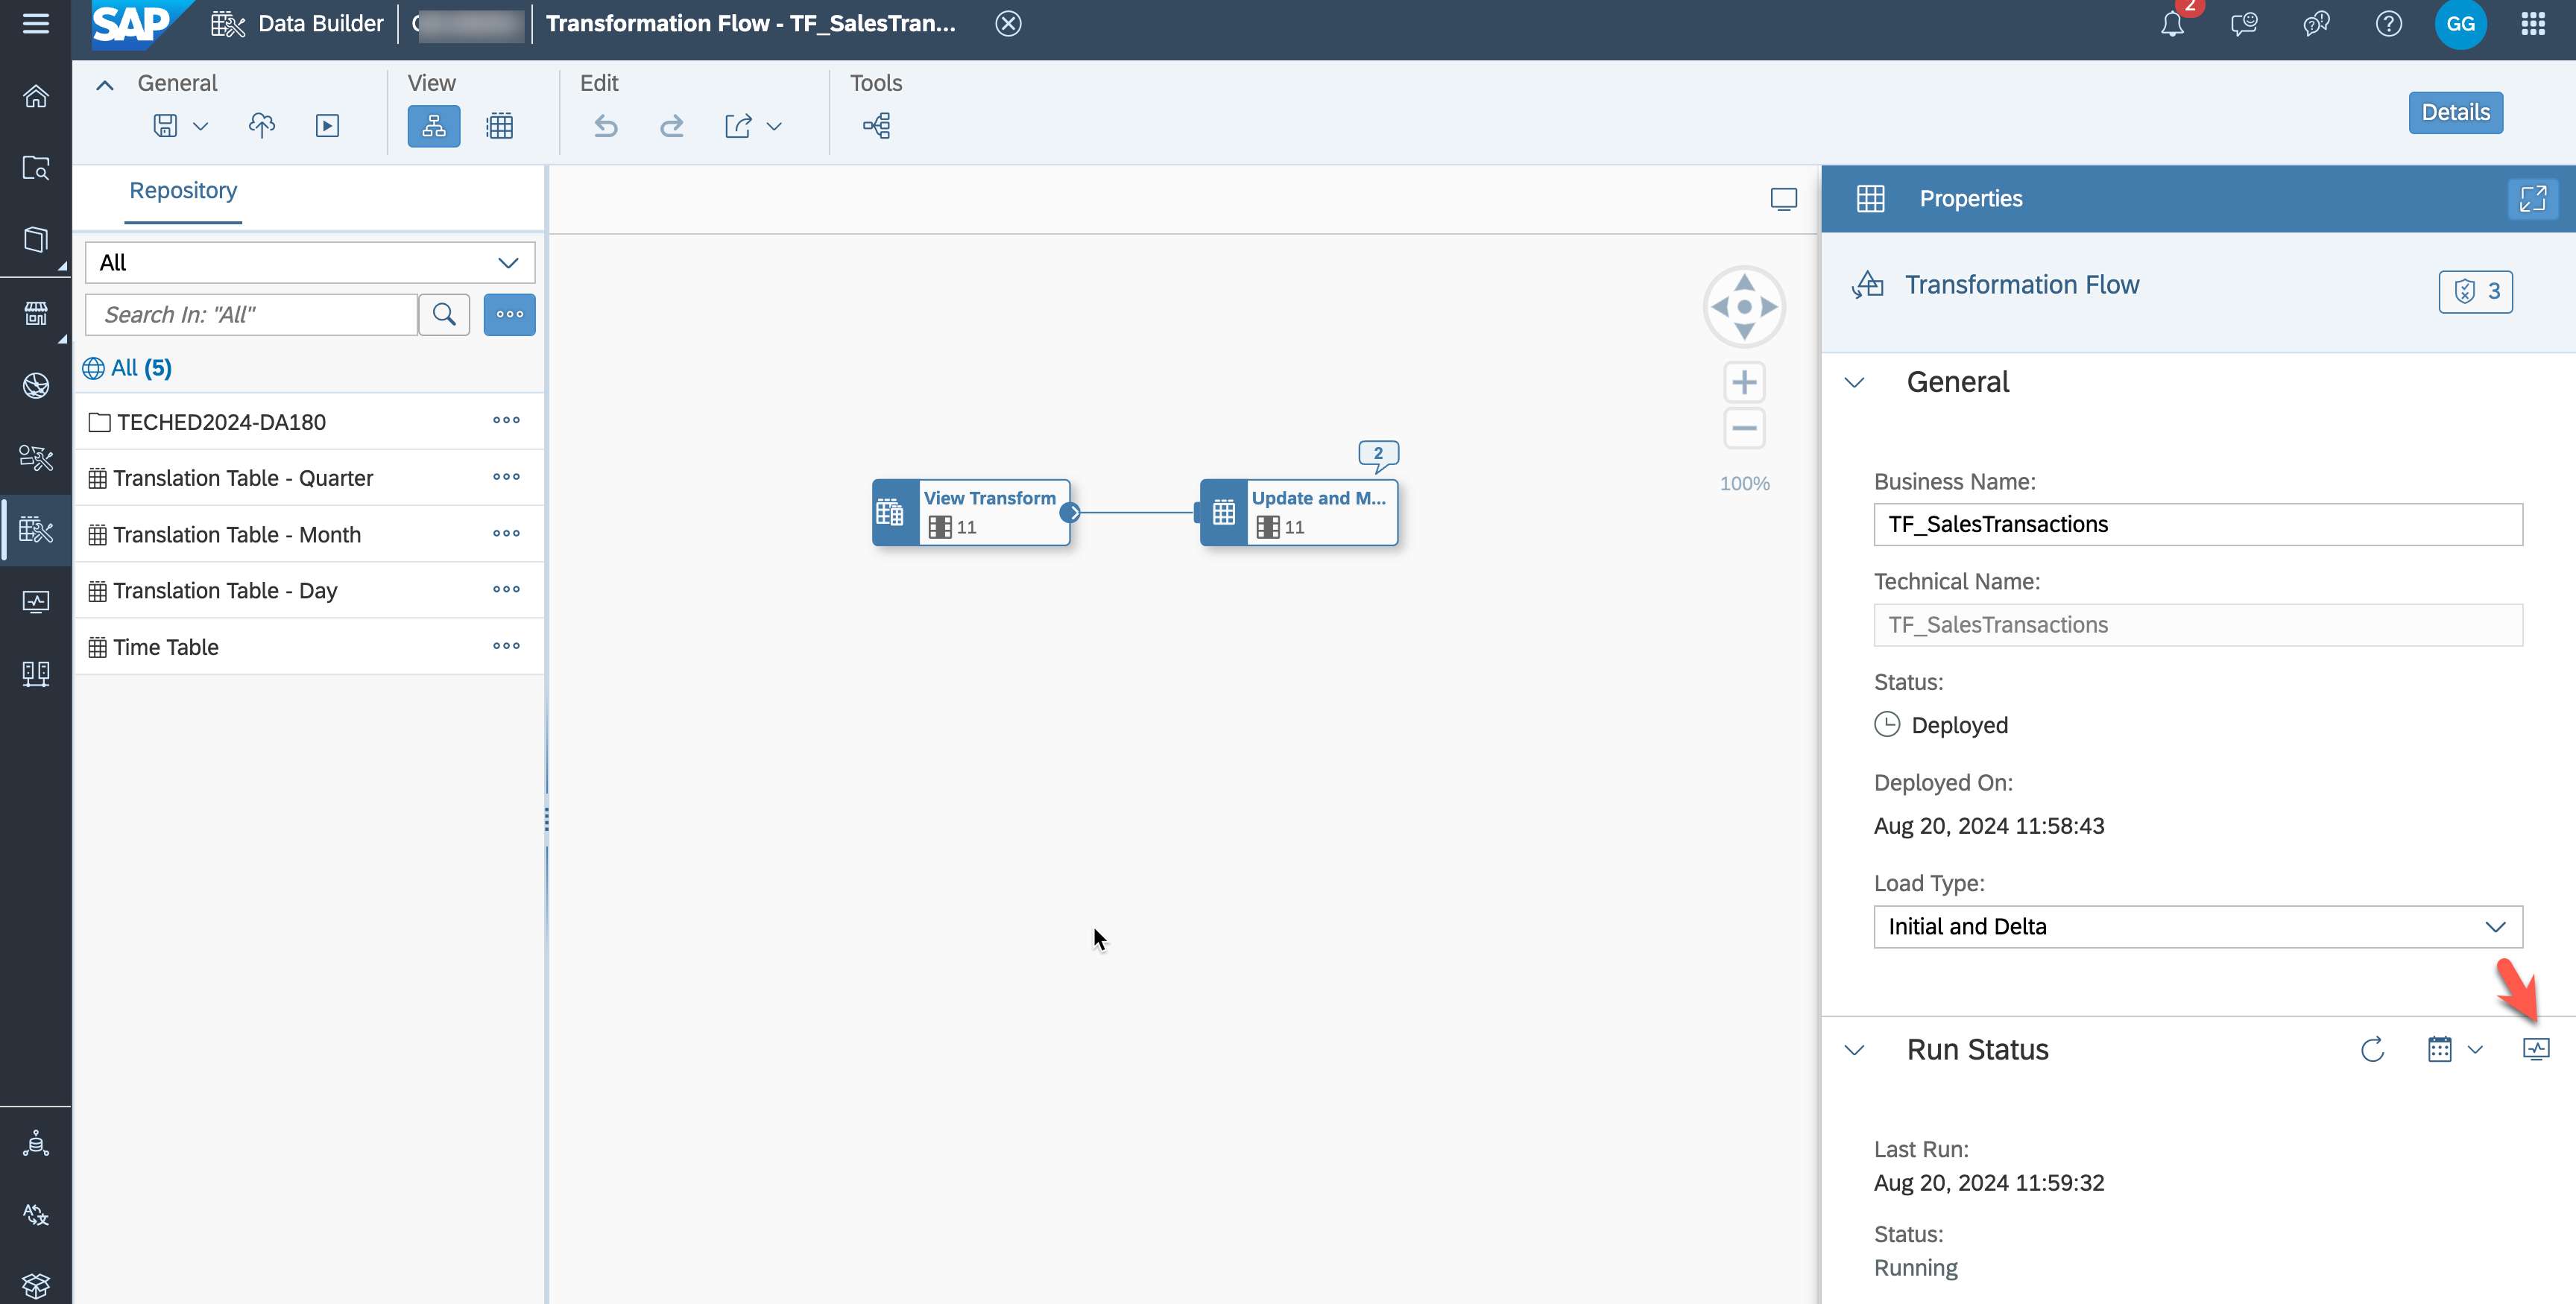 SAP
Data Builder
Transformation Flow - TF_SalesTran...
2
GG
General
View
Edit
Tools
Details
Repository
All
Search In: "All"
All (5)
TECHED2024-DA180
Translation Table - Quarter
Translation Table - Month
Translation Table - Day
Time Table
100%
2
View Transform
11
Update and M...
11
Properties
Transformation Flow
3
General
Business Name:
TF_SalesTransactions
Technical Name:
TF_SalesTransactions
Status:
Deployed
Deployed On:
Aug 20, 2024 11:58:43
Load Type:
Initial and Delta
Run Status
Last Run:
Aug 20, 2024 11:59:32
Status:
Running